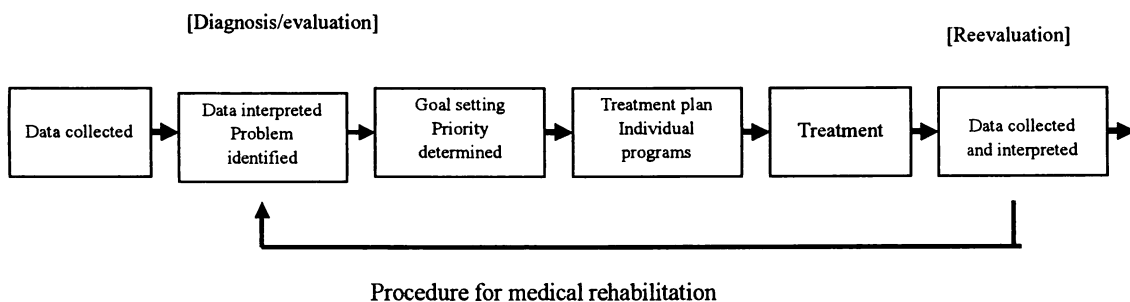 [Diagnosis/evaluation]
[Reevaluation]
Data collected
Data interpreted
Problem
identified
Goal setting
Priority
determined
Treatment plan
Individual
programs
Treatment
Data collected
and interpreted
Procedure for medical rehabilitation